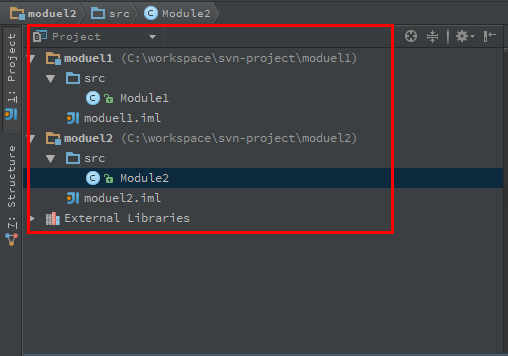 moduel2 src Module2
1: Project
7: Structure
Project
moduel1 (C:\workspace\svn-project\moduel1)
src
C Module1
moduel1.iml
moduel2 (C:\workspace\svn-project\moduel2)
src
C Module2
moduel2.iml
External Libraries